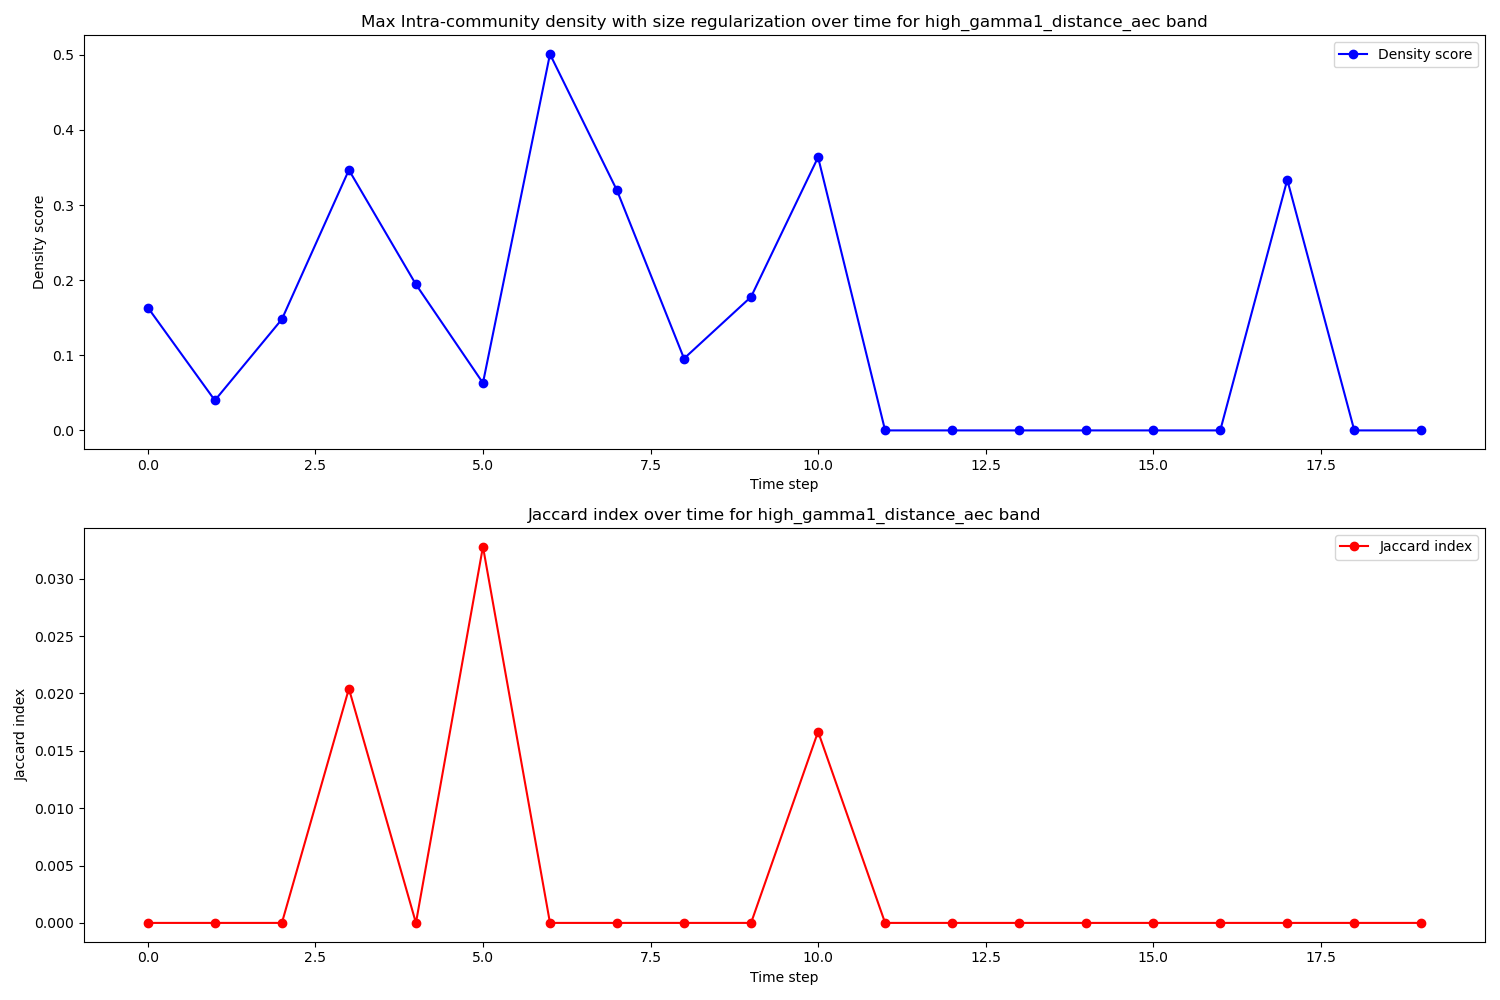 Max Intra-community density with size regularization over time for high_gamma1_distance_aec band
Density score
0.5
0.4
0.3
0.2
0.1
0.0
Density score
0.0 2.5 5.0 7.5 10.0 12.5 15.0 17.5
Time step
Jaccard index over time for high_gamma1_distance_aec band
Jaccard index
0.030
0.025
0.020
0.015
0.010
0.005
0.000
Jaccard index
0.0 2.5 5.0 7.5 10.0 12.5 15.0 17.5
Time step